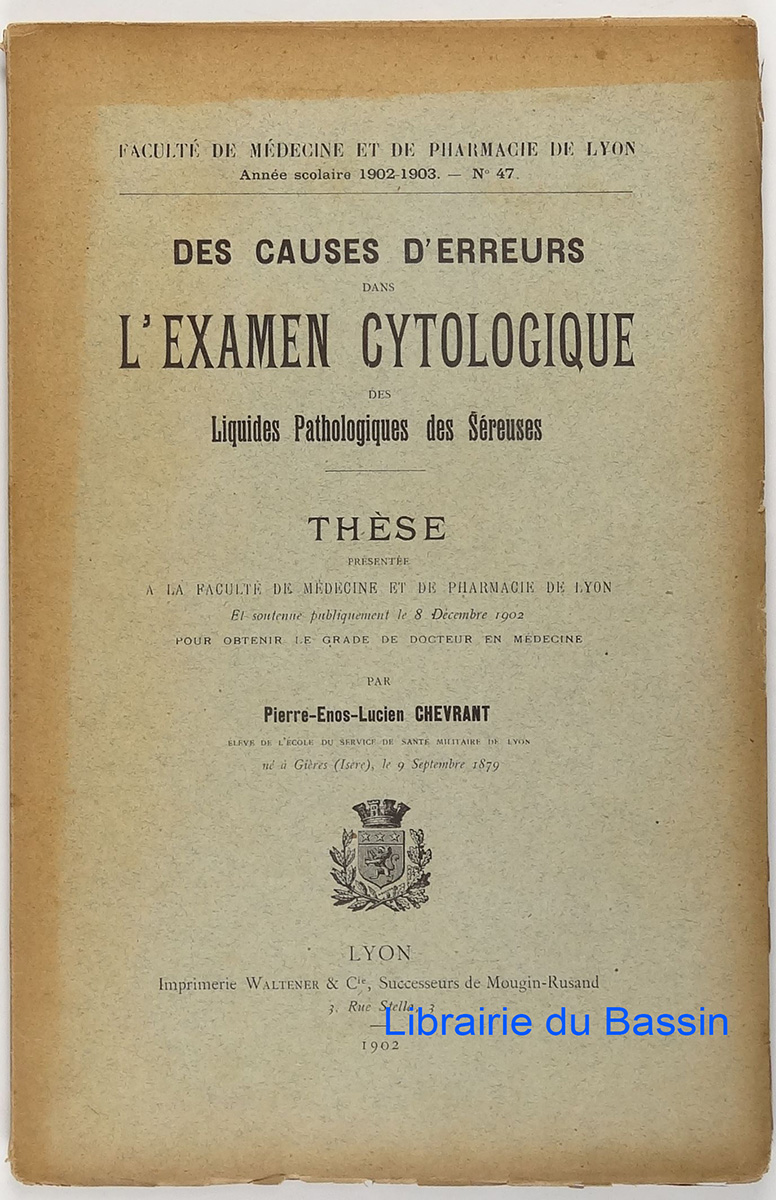 FACULTÉ DE MÉDECINE ET DE PHARMACIE DE LYON
Année scolaire 1902-1903. — N° 47.
DES CAUSES D'ERREURS
DANS
L'EXAMEN CYTOLOGIQUE
DES
Liquides Pathologiques des Séreuses
THÈSE
PRÉSENTÉE
A LA FACULTÉ DE MÉDECINE ET DE PHARMACIE DE LYON
Et soutenue publiquement le 8 Décembre 1902
POUR OBTENIR LE GRADE DE DOCTEUR EN MÉDECINE
PAR
Pierre-Enos-Lucien CHEVRANT
ÉLÈVE DE L'ÉCOLE DU SERVICE DE SANTÉ MILITAIRE DE LYON
né à Gières (Isère), le 9 Septembre 1879
LYON
Imprimerie WALTENER & Cie, Successeurs de Mougin-Rusand
3, Rue Stella, 3
Librairie du Bassin
1902